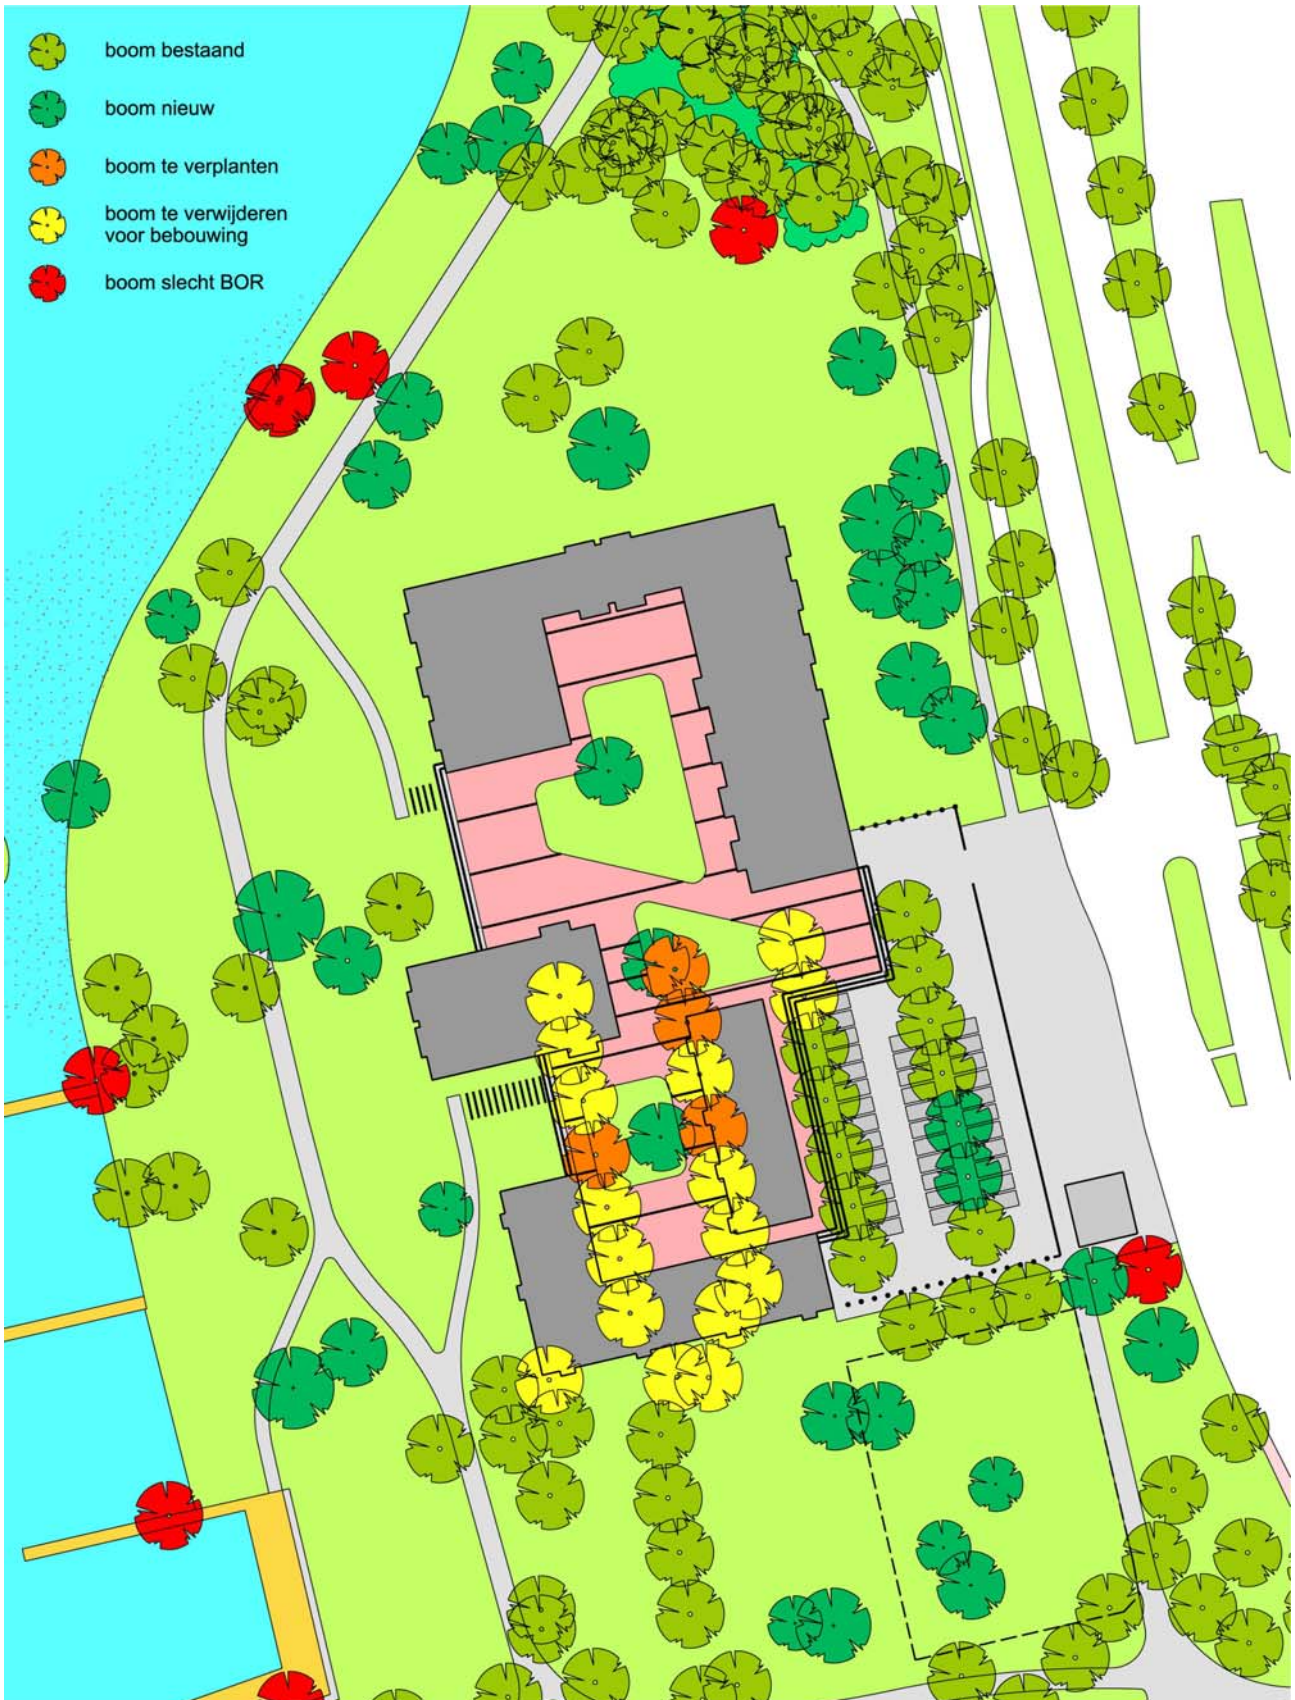 boom bestaand
boom nieuw
boom te verplanten
boom te verwijderen
voor bebouwing
boom slecht BOR